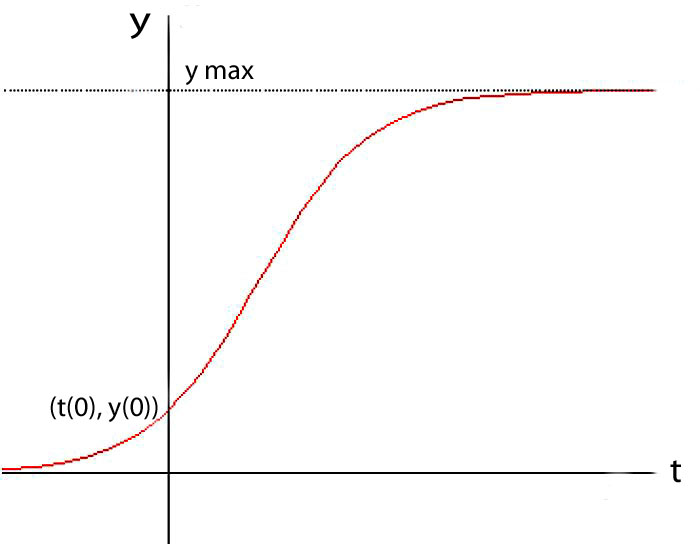 y
y max
(t(0), y(0))
t